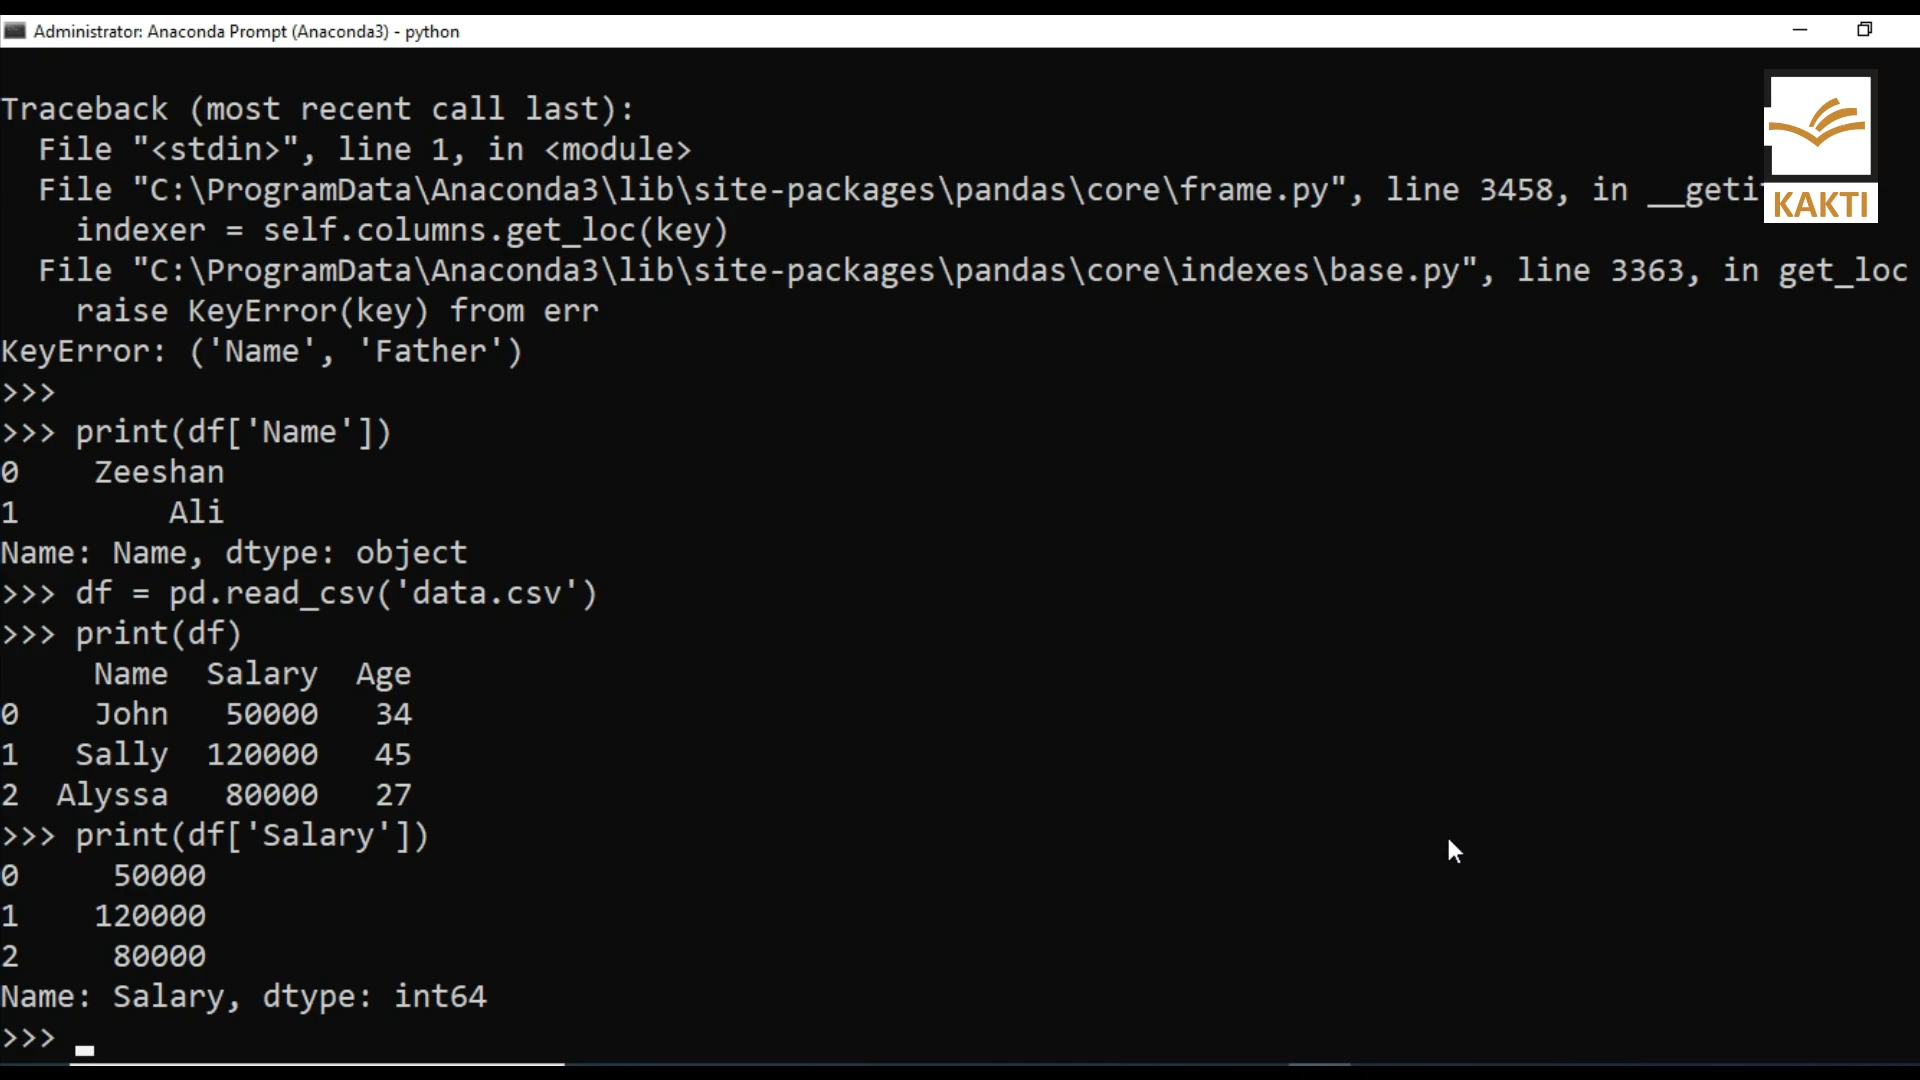 Administrator: Anaconda Prompt (Anaconda3) - python
Traceback (most recent call last):
  File "<stdin>", line 1, in <module>
  File "C:\ProgramData\Anaconda3\lib\site-packages\pandas\core\frame.py", line 3458, in __geti
    indexer = self.columns.get_loc(key)
  File "C:\ProgramData\Anaconda3\lib\site-packages\pandas\core\indexes\base.py", line 3363, in get_loc
    raise KeyError(key) from err
KeyError: ('Name', 'Father')
>>>
>>> print(df['Name'])
0    Zeeshan
1        Ali
Name: Name, dtype: object
>>> df = pd.read_csv('data.csv')
>>> print(df)
     Name  Salary  Age
0    John   50000   34
1   Sally  120000   45
2  Alyssa   80000   27
>>> print(df['Salary'])
0     50000
1    120000
2     80000
Name: Salary, dtype: int64
>>>
KAKTI